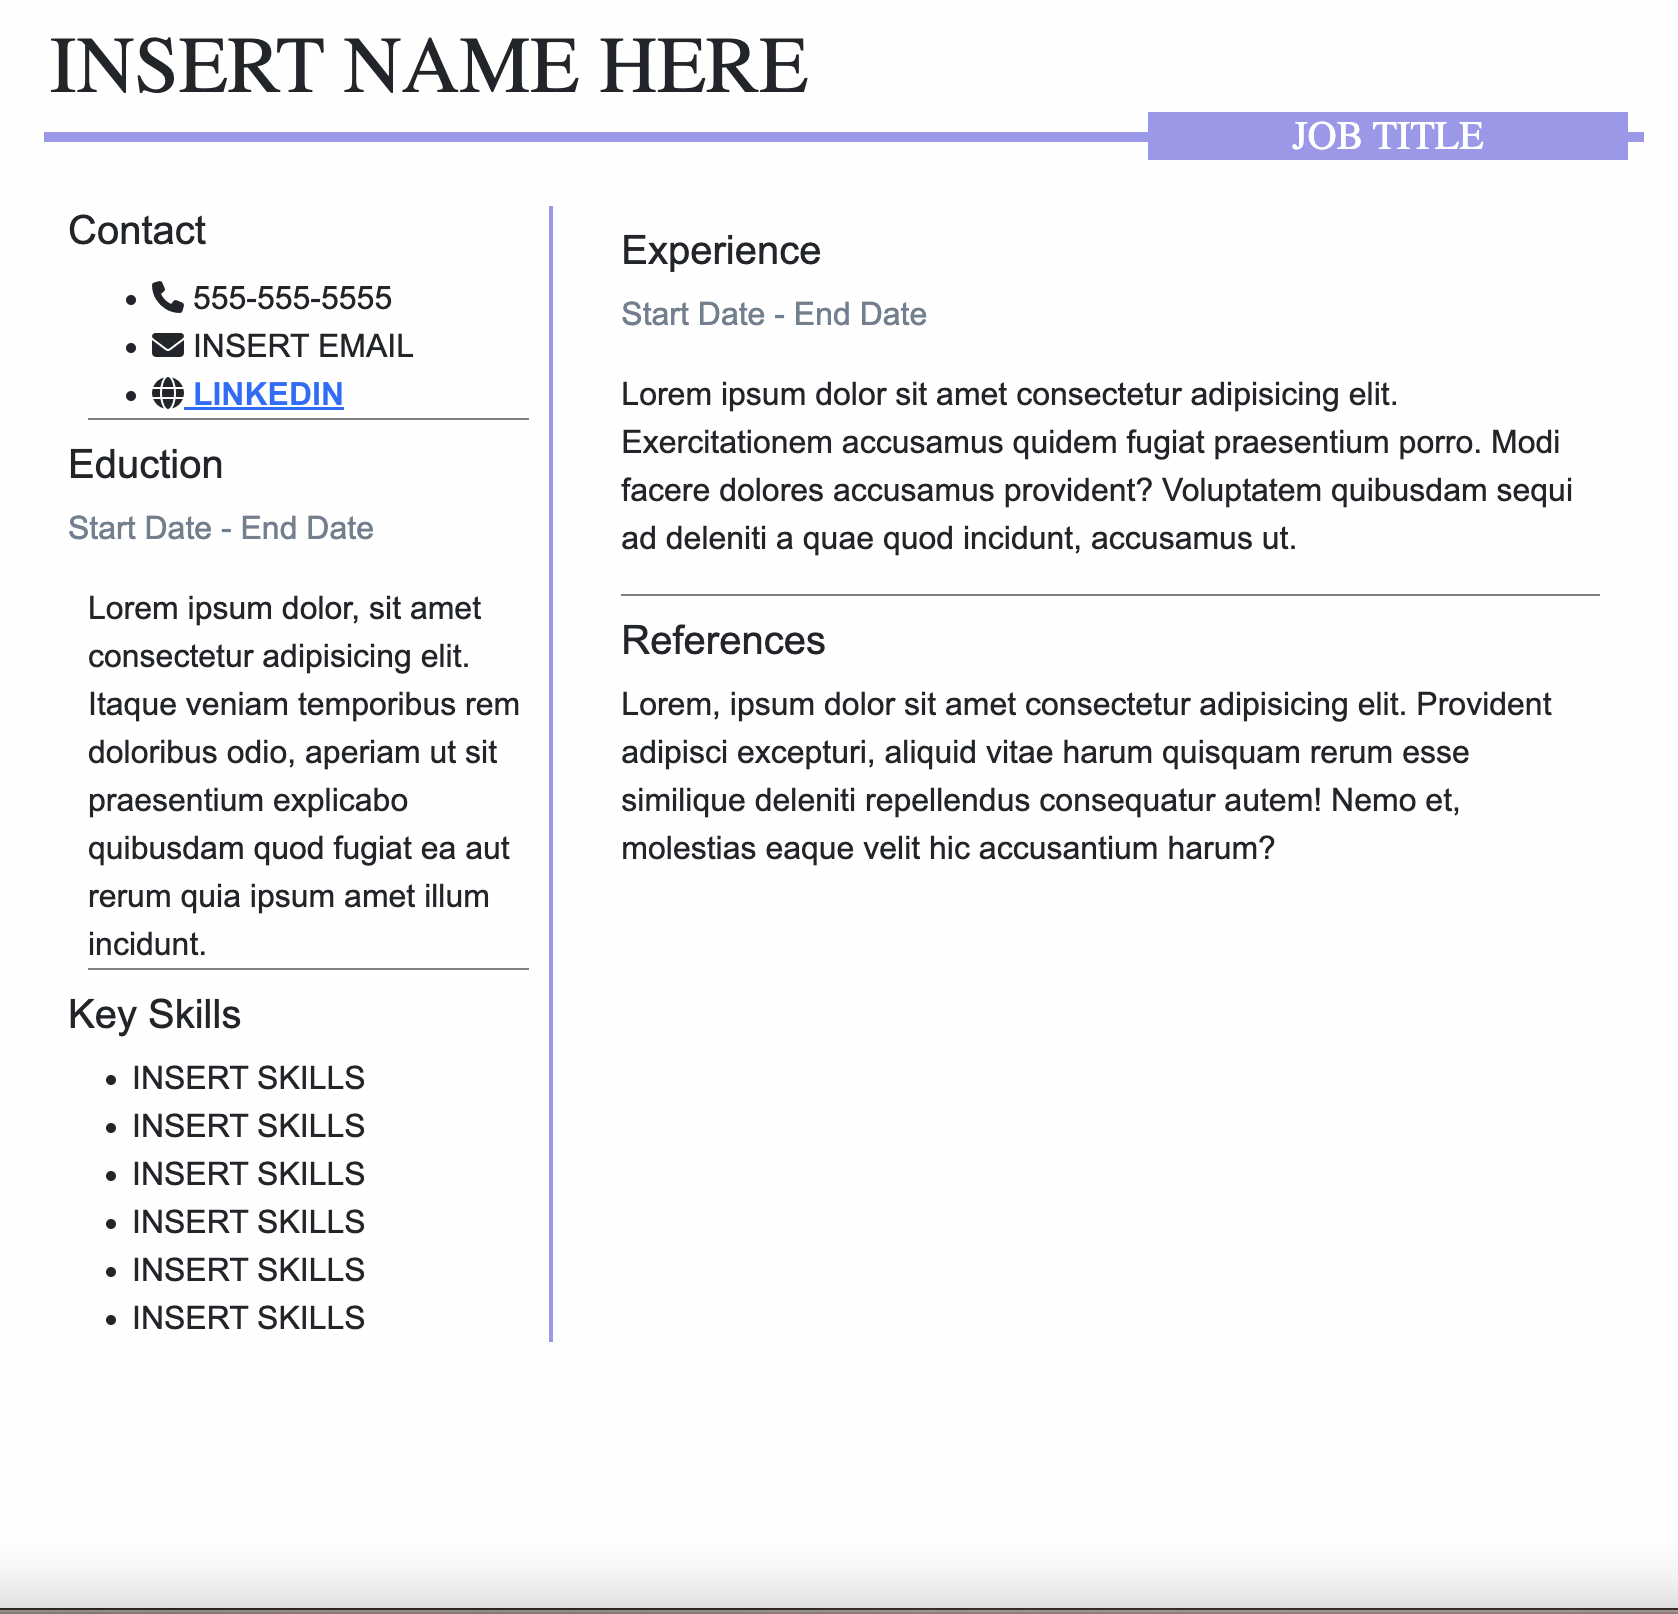 INSERT NAME HERE
JOB TITLE
Contact
555-555-5555
INSERT EMAIL
LINKEDIN
Eduction
Start Date - End Date
Lorem ipsum dolor, sit amet
consectetur adipisicing elit.
Itaque veniam temporibus rem
doloribus odio, aperiam ut sit
praesentium explicabo
quibusdam quod fugiat ea aut
rerum quia ipsum amet illum
incidunt.
Key Skills
INSERT SKILLS
INSERT SKILLS
INSERT SKILLS
INSERT SKILLS
INSERT SKILLS
INSERT SKILLS
Experience
Start Date - End Date
Lorem ipsum dolor sit amet consectetur adipisicing elit.
Exercitationem accusamus quidem fugiat praesentium porro. Modi
facere dolores accusamus provident? Voluptatem quibusdam sequi
ad deleniti a quae quod incidunt, accusamus ut.
References
Lorem, ipsum dolor sit amet consectetur adipisicing elit. Provident
adipisci excepturi, aliquid vitae harum quisquam rerum esse
similique deleniti repellendus consequatur autem! Nemo et,
molestias eaque velit hic accusantium harum?